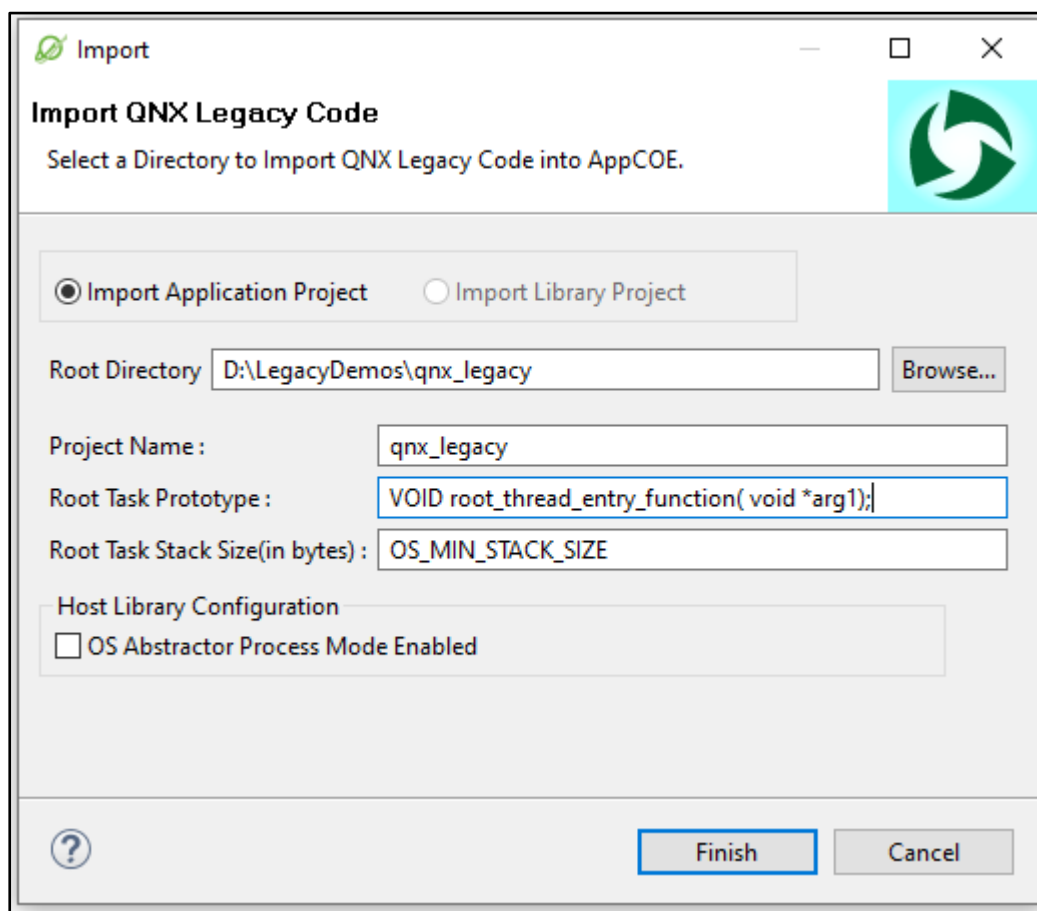 Import
Import QNX Legacy Code
Select a Directory to Import QNX Legacy Code into AppCOE.
Import Application Project Import Library Project
Root Directory D:\LegacyDemos\qnx_legacy Browse...
Project Name : qnx_legacy
Root Task Prototype : VOID root_thread_entry_function( void *arg1);
Root Task Stack Size(in bytes) : OS_MIN_STACK_SIZE
Host Library Configuration
OS Abstractor Process Mode Enabled
? Finish Cancel